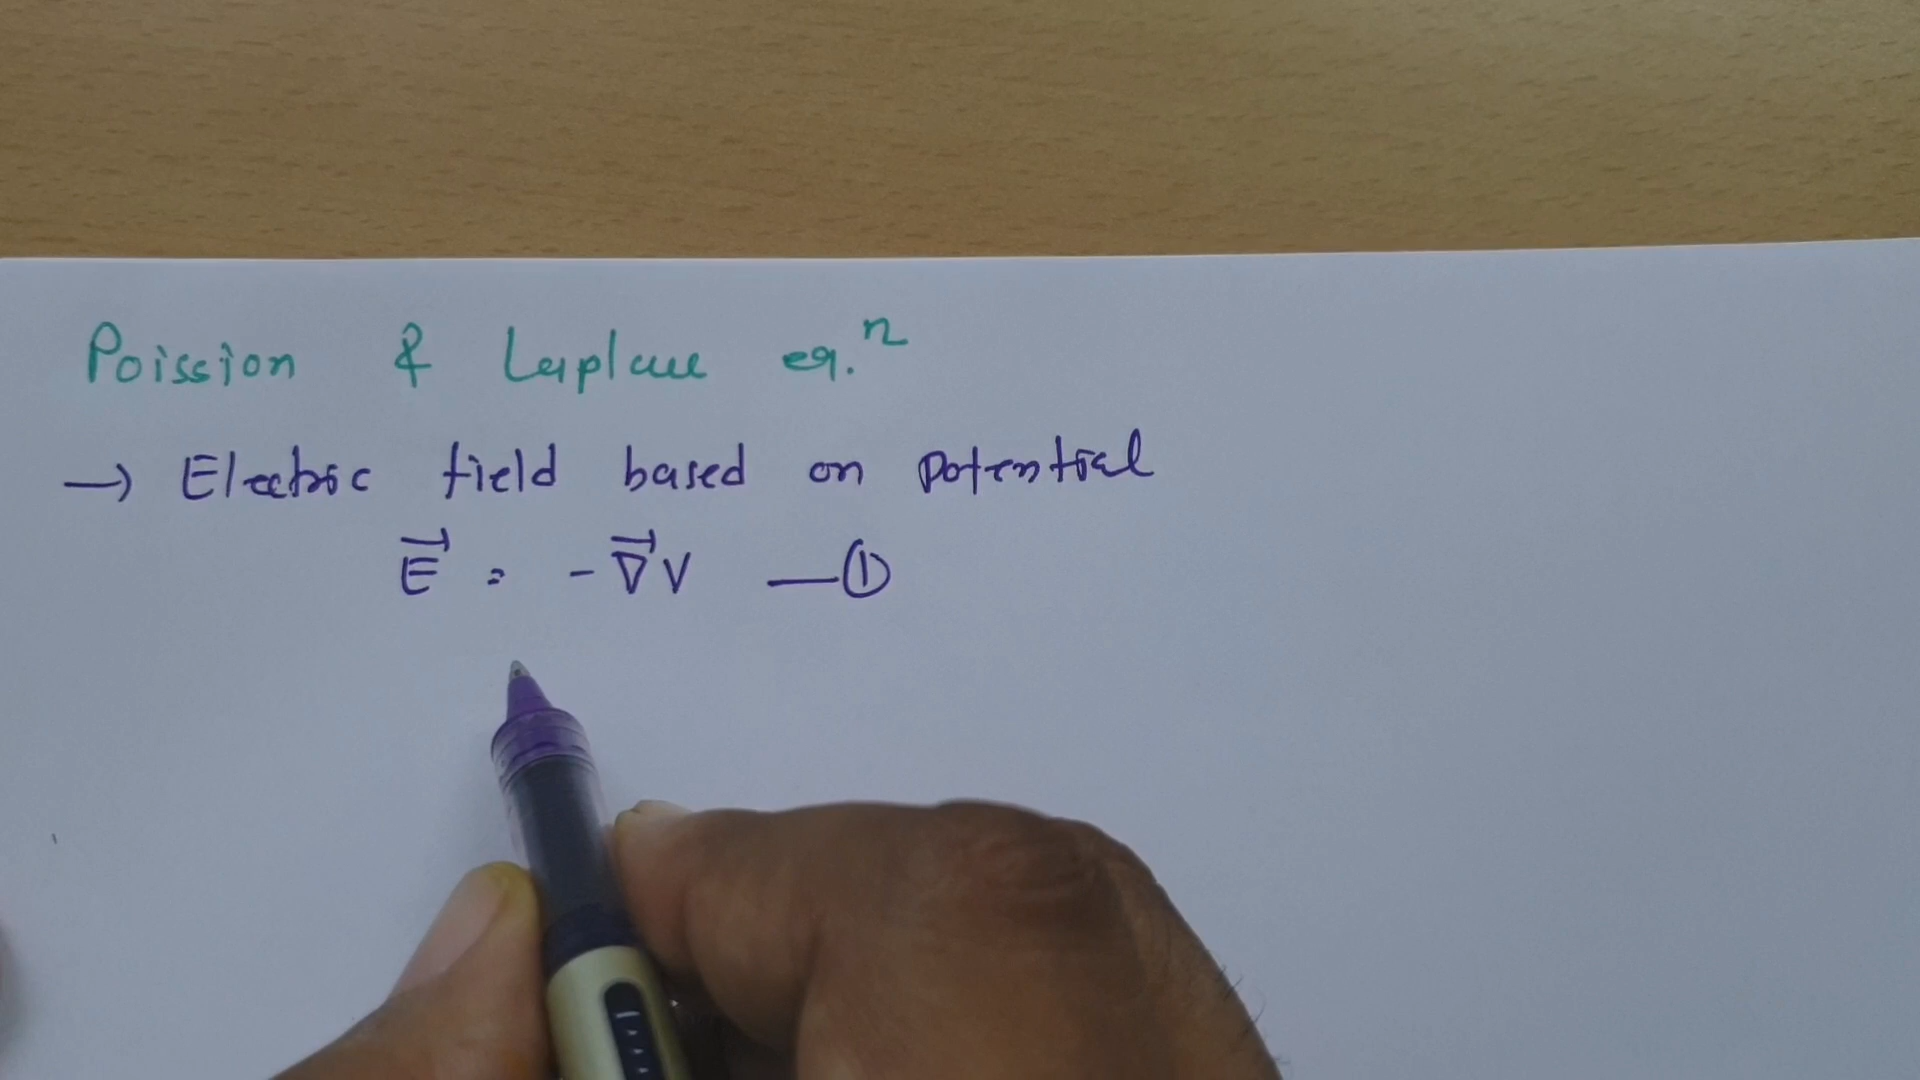 Poission & Laplace eq.ⁿ
→ Electric field based on Potential
E⃗ = -∇⃗V —①